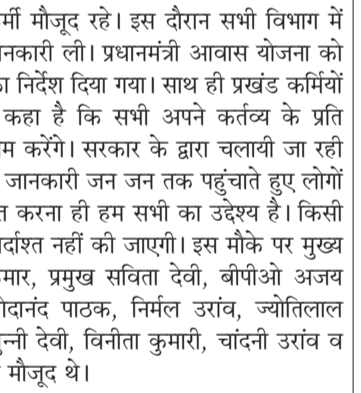 र्मी मौजूद रहे। इस दौरान सभी विभाग में
नकारी ली। प्रधानमंत्री आवास योजना को
निर्देश दिया गया। साथ ही प्रखंड कर्मियों
कहा है कि सभी अपने कर्तव्य के प्रति
म करेंगे। सरकार के द्वारा चलायी जा रही
जानकारी जन जन तक पहुंचाते हुए लोगों
करना ही हम सभी का उद्देश्य है। किसी
र्दाश्त नहीं की जाएगी। इस मौके पर मुख्य
मार, प्रमुख सविता देवी, बीपीओ अजय
दानंद पाठक, निर्मल उरांव, ज्योतिलाल
न्नी देवी, विनीता कुमारी, चांदनी उरांव व
मौजूद थे।